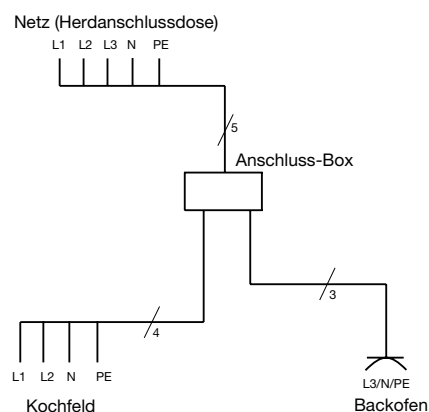 Netz (Herdanschlussdose)
L1 L2 L3 N PE
5
Anschluss-Box
3
4
L1 L2 N PE
L3/N/PE
Kochfeld
Backofen